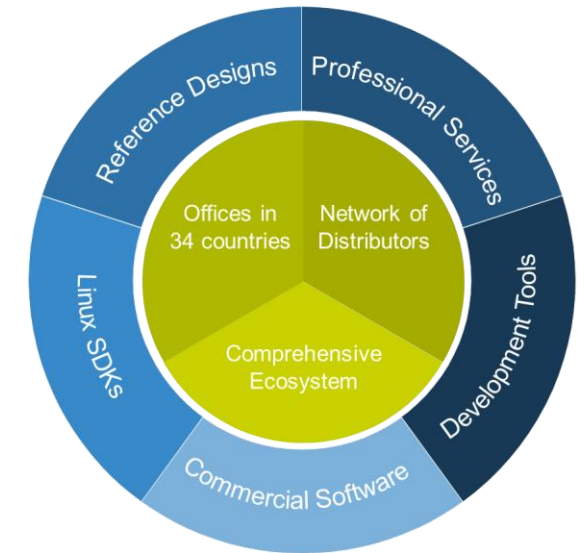 Reference Designs
Professional Services
Offices in
34 countries
Network of
Distributors
Linux SDKs
Development Tools
Comprehensive
Ecosystem
Commercial Software